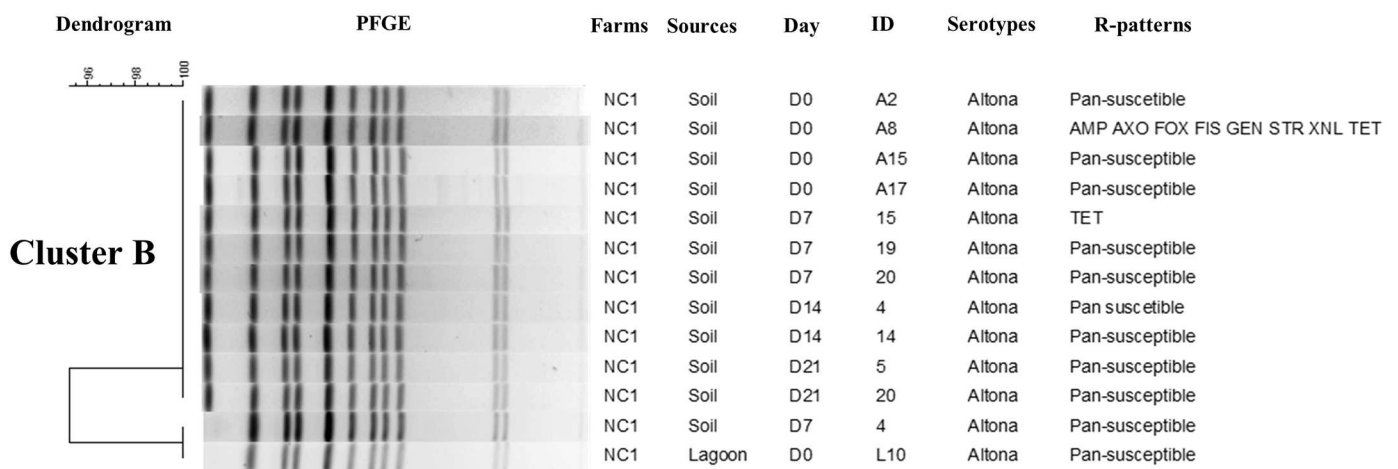 Dendrogram PFGE Farms Sources Day ID Serotypes R-patterns
96 98 100
NC1 Soil D0 A2 Altona Pan-suscetible
NC1 Soil D0 A8 Altona AMP AXO FOX FIS GEN STR XNL TET
NC1 Soil D0 A15 Altona Pan-susceptible
NC1 Soil D0 A17 Altona Pan-susceptible
NC1 Soil D7 15 Altona TET
Cluster B
NC1 Soil D7 19 Altona Pan-susceptible
NC1 Soil D7 20 Altona Pan-susceptible
NC1 Soil D14 4 Altona Pan suscetible
NC1 Soil D14 14 Altona Pan-susceptible
NC1 Soil D21 5 Altona Pan-susceptible
NC1 Soil D21 20 Altona Pan-susceptible
NC1 Soil D7 4 Altona Pan-susceptible
NC1 Lagoon D0 L10 Altona Pan-susceptible